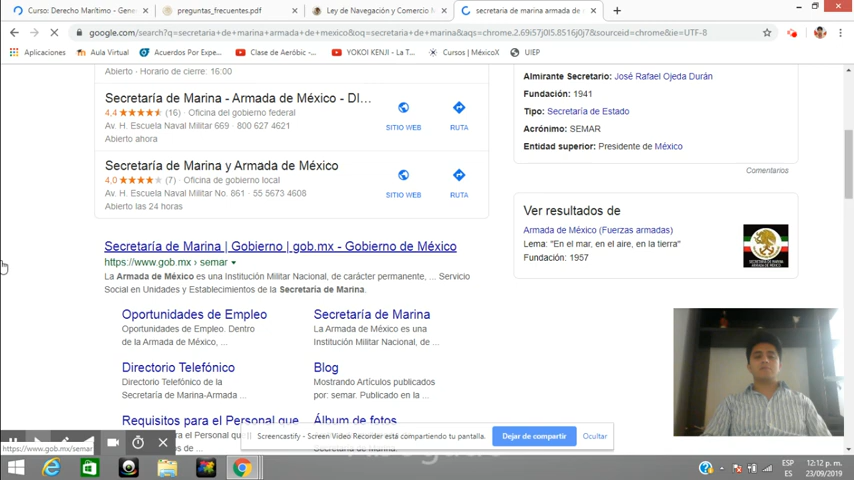 Curso: Derecho Marítimo - Gene
preguntas_frecuentes.pdf
Ley de Navegación y Comercio M
secretaria de marina armada de
google.com/search?q=secretaria+de+marina+armada+de+mexico&oq=secretaria+de+marina&aqs=chrome.2.69i57j0l5.8516j0j7&sourceid=chrome&ie=UTF-8
Aplicaciones
Acuerdos Por Exped...
Clase de Aeróbic...
YOKOI KENJI - La T...
Cursos | MéxicoX
UIEP
Abierto · Horario de cierre: 16:00
Secretaría de Marina - Armada de México - DI...
4,4 (16) · Oficina del gobierno federal
Av. H. Escuela Naval Militar 669 · 800 627 4621
Abierto ahora
SITIO WEB
RUTA
Secretaría de Marina y Armada de México
4,0 (7) · Oficina de gobierno local
Av. H. Escuela Naval Militar No. 861 · 55 5673 4608
Abierto las 24 horas
SITIO WEB
RUTA
Secretaría de Marina | Gobierno | gob.mx - Gobierno de México
https://www.gob.mx › semar
La Armada de México es una Institución Militar Nacional, de carácter permanente, ... Servicio
Social en Unidades y Establecimientos de la Secretaría de Marina.
Oportunidades de Empleo
Oportunidades de Empleo. Dentro
de la Armada de México, ...
Secretaría de Marina
La Armada de México es una
Institución Militar Nacional, de ...
Directorio Telefónico
Directorio Telefónico de la
Secretaría de Marina-Armada ...
Blog
Mostrando Artículos publicados
por: semar. Publicado en la ...
Requisitos para el Personal que
Álbum de fotos
Almirante Secretario: José Rafael Ojeda Durán
Fundación: 1941
Tipo: Secretaría de Estado
Acrónimo: SEMAR
Entidad superior: Presidente de México
Comentarios
Ver resultados de
Armada de México (Fuerzas armadas)
Lema: "En el mar, en el aire, en la tierra"
Fundación: 1957
Screencastify - Screen Video Recorder está compartiendo tu pantalla.
Dejar de compartir
Ocultar
https://www.gob.mx/semar
ESP
ES
12:12 p. m.
23/09/2019